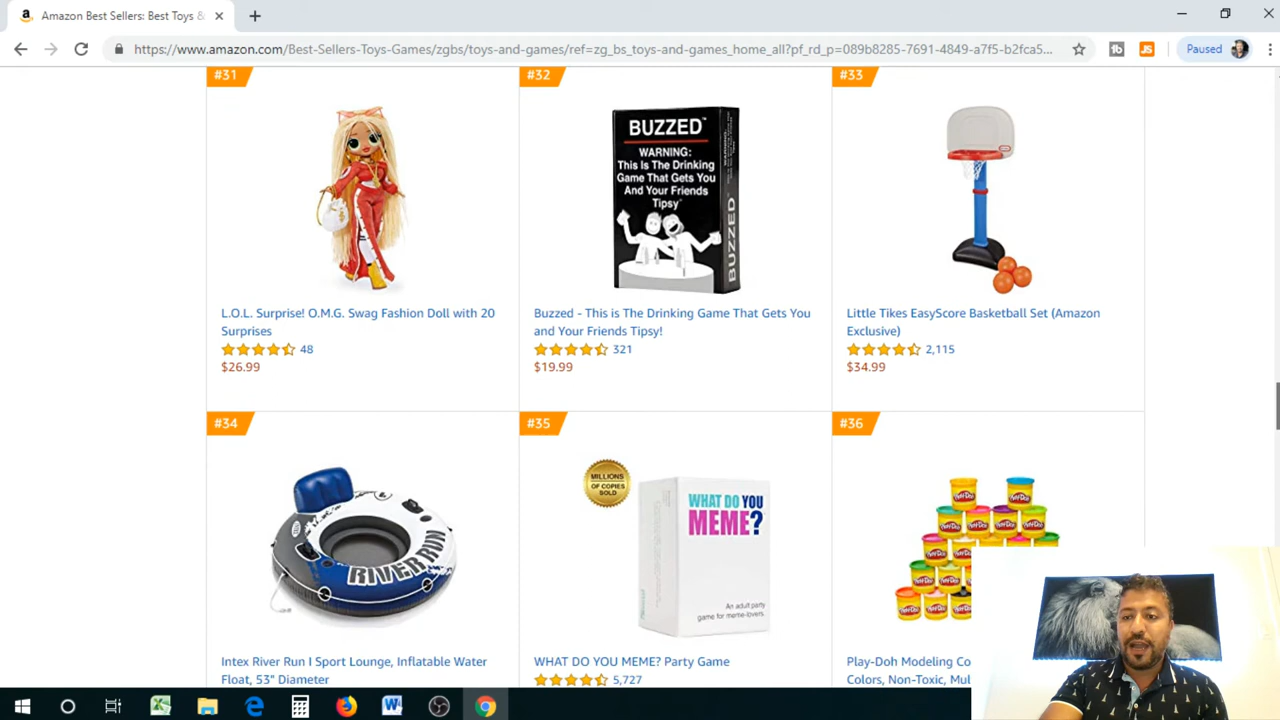 Amazon Best Sellers: Best Toys &
https://www.amazon.com/Best-Sellers-Toys-Games/zgbs/toys-and-games/ref=zg_bs_toys-and-games_home_all?pf_rd_p=089b8285-7691-4849-a7f5-b2fca5...
Paused
#31
#32
#33
BUZZED™
WARNING:
This Is The Drinking
Game That Gets You
And Your Friends
Tipsy
BUZZED
L.O.L. Surprise! O.M.G. Swag Fashion Doll with 20
Surprises
48
$26.99
Buzzed - This is The Drinking Game That Gets You
and Your Friends Tipsy!
321
$19.99
Little Tikes EasyScore Basketball Set (Amazon
Exclusive)
2,115
$34.99
#34
#35
#36
RIVER RUN
MILLIONS
OF COPIES
SOLD
WHAT DO YOU
MEME?
An adult party
game for meme-lovers.
Intex River Run I Sport Lounge, Inflatable Water
Float, 53" Diameter
WHAT DO YOU MEME? Party Game
5,727
Play-Doh Modeling Co
Colors, Non-Toxic, Mul